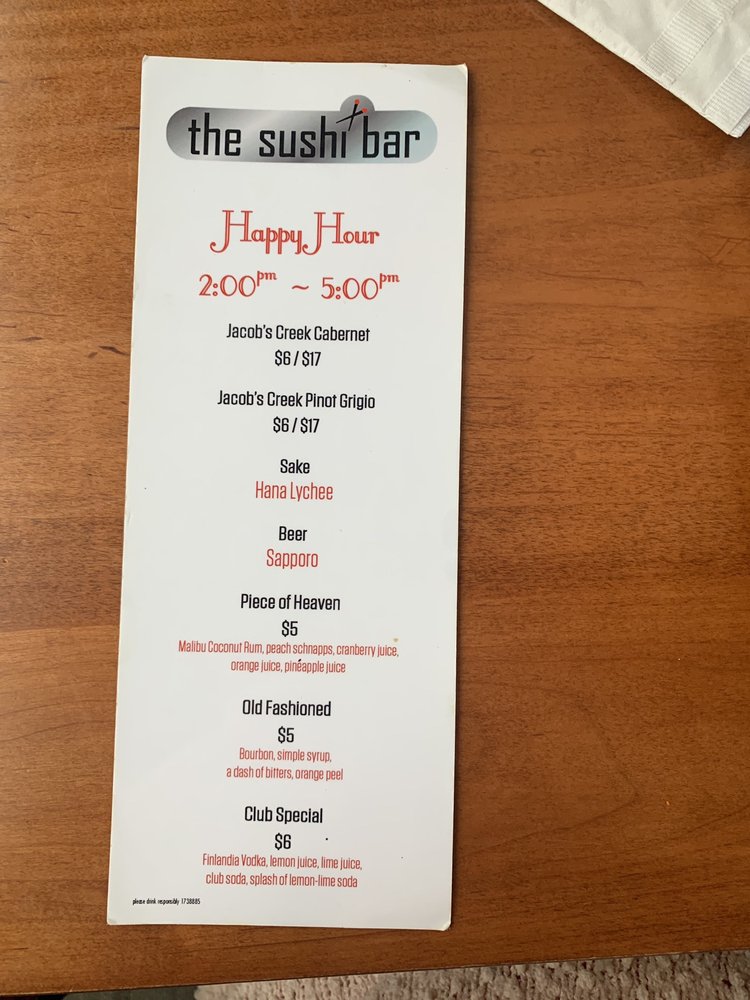 the sushi bar
Happy Hour
2:00pm ~ 5:00pm
Jacob's Creek Cabernet
$6 / $17
Jacob's Creek Pinot Grigio
$6 / $17
Sake
Hana Lychee
Beer
Sapporo
Piece of Heaven
$5
Malibu Coconut Rum, peach schnapps, cranberry juice,
orange juice, pineapple juice
Old Fashioned
$5
Bourbon, simple syrup,
a dash of bitters, orange peel
Club Special
$6
Finlandia Vodka, lemon juice, lime juice,
club soda, splash of lemon-lime soda
please drink responsibly 1738885